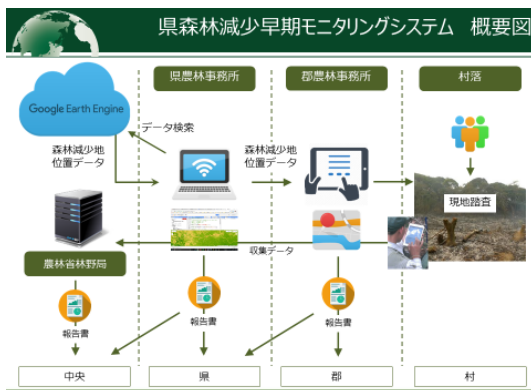 県森林減少早期モニタリングシステム 概要図
県農林事務所
郡農林事務所
村落
Google Earth Engine
データ検索
森林減少地
位置データ
森林減少地
位置データ
現地踏査
収集データ
農林省林野局
報告書
報告書
報告書
中央
県
郡
村